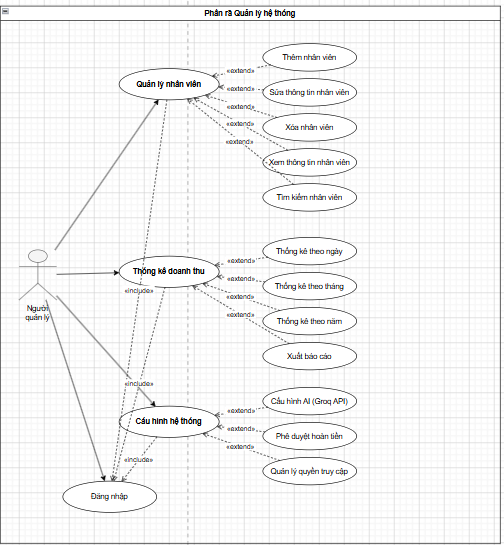 Phân rã Quản lý hệ thống
Thêm nhân viên
«extend»
Quản lý nhân viên
«extend»
Sửa thông tin nhân viên
«extend»
Xóa nhân viên
«extend»
«extend»
Xem thông tin nhân viên
Tìm kiếm nhân viên
Thống kê theo ngày
«extend»
Thống kê doanh thu
«extend»
Thống kê theo tháng
«include»
«extend»
«extend»
Thống kê theo năm
Người
quản lý
Xuất báo cáo
«include»
Cấu hình AI (Groq API)
«extend»
Cấu hình hệ thống
«extend»
Phê duyệt hoàn tiền
«extend»
«include»
Quản lý quyền truy cập
Đăng nhập